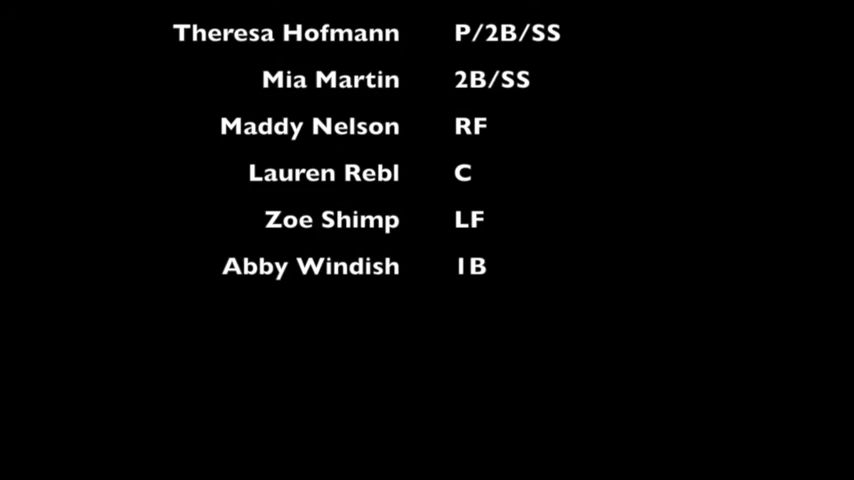 Theresa Hofmann P/2B/SS
Mia Martin 2B/SS
Maddy Nelson RF
Lauren Rebl C
Zoe Shimp LF
Abby Windish 1B